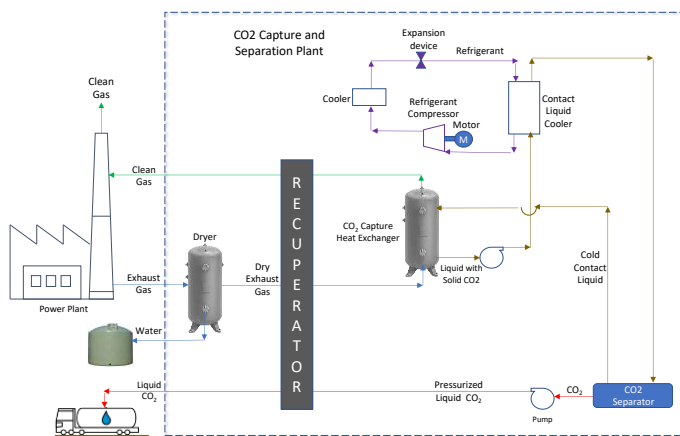 CO2 Capture and
Separation Plant
Expansion
device
Refrigerant
Clean
Gas
Cooler
Refrigerant
Compressor
Motor
M
Contact
Liquid
Cooler
Clean
Gas
RECUPERATOR
CO₂ Capture
Heat Exchanger
Dryer
Dry
Exhaust
Gas
Exhaust
Gas
Liquid with
Solid CO2
Cold
Contact
Liquid
Power Plant
Water
Liquid
CO₂
Pressurized
Liquid CO₂
Pump
CO₂
CO2
Separator